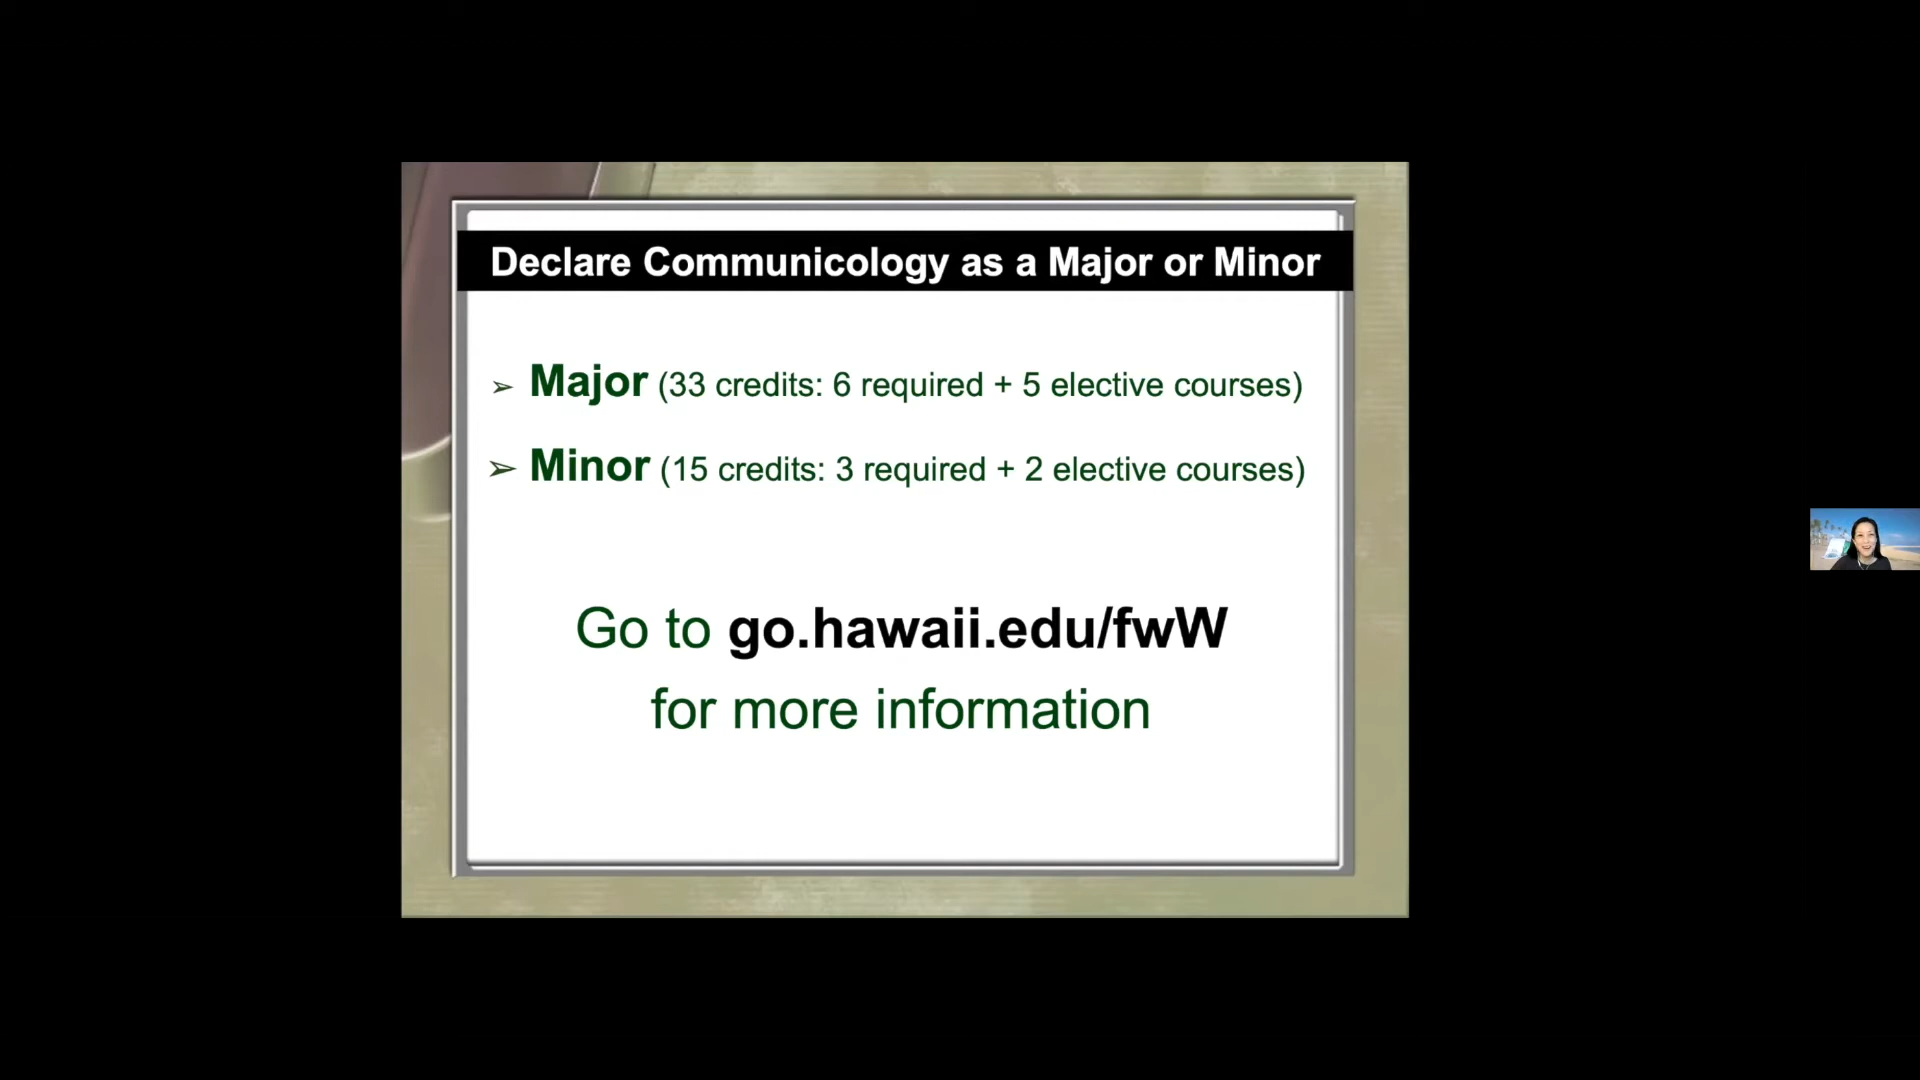 Declare Communicology as a Major or Minor
➢ Major (33 credits: 6 required + 5 elective courses)
➢ Minor (15 credits: 3 required + 2 elective courses)
Go to go.hawaii.edu/fwW
for more information